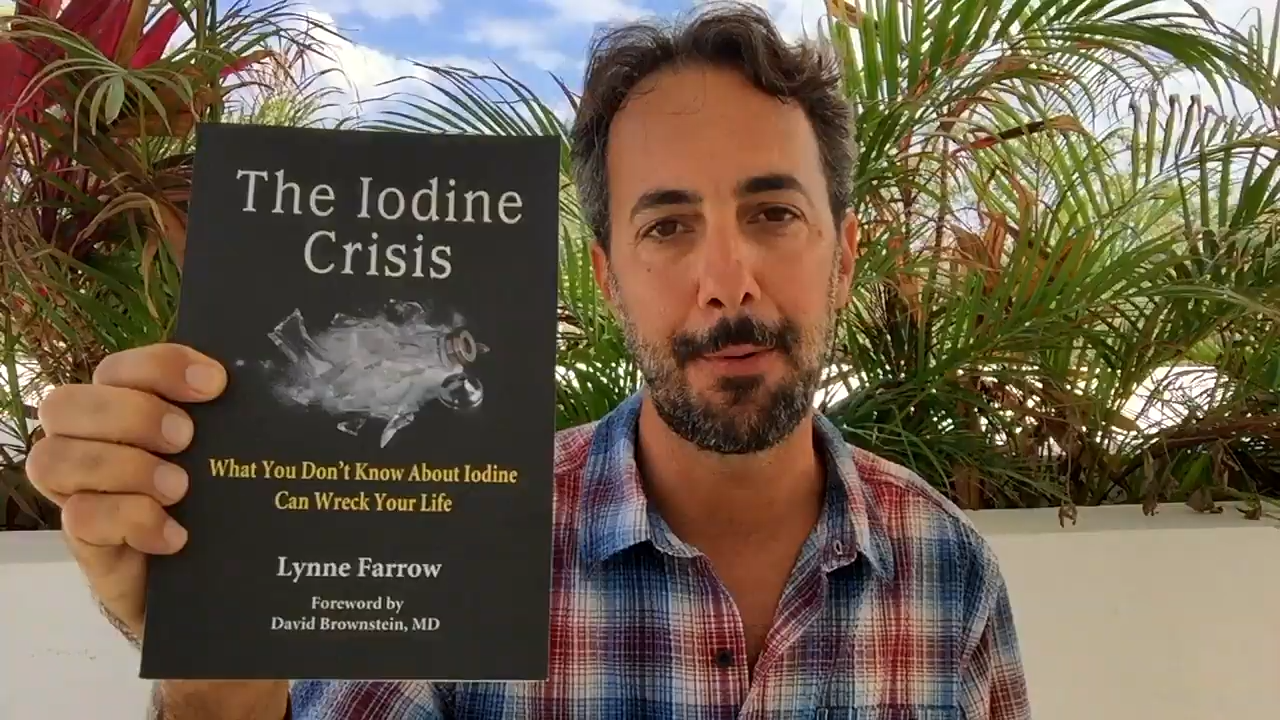 The Iodine
Crisis
What You Don't Know About Iodine
Can Wreck Your Life
Lynne Farrow
Foreword by
David Brownstein, MD